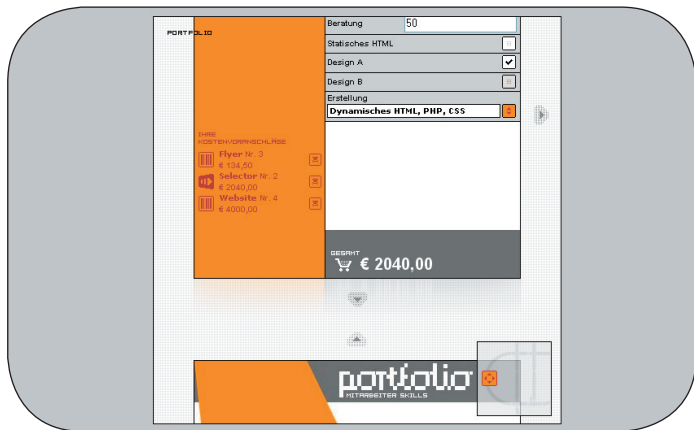 PORTFOLIO
Beratung 50
Statisches HTML
Design A
Design B
Erstellung
Dynamisches HTML, PHP, CSS
IHRE
KOSTENVORANSCHLÄGE
Flyer Nr. 3
€ 134,50
Selector Nr. 2
€ 2040,00
Website Nr. 4
€ 4000,00
GESAMT
€ 2040,00
portfolio
MITARBEITER SKILLS